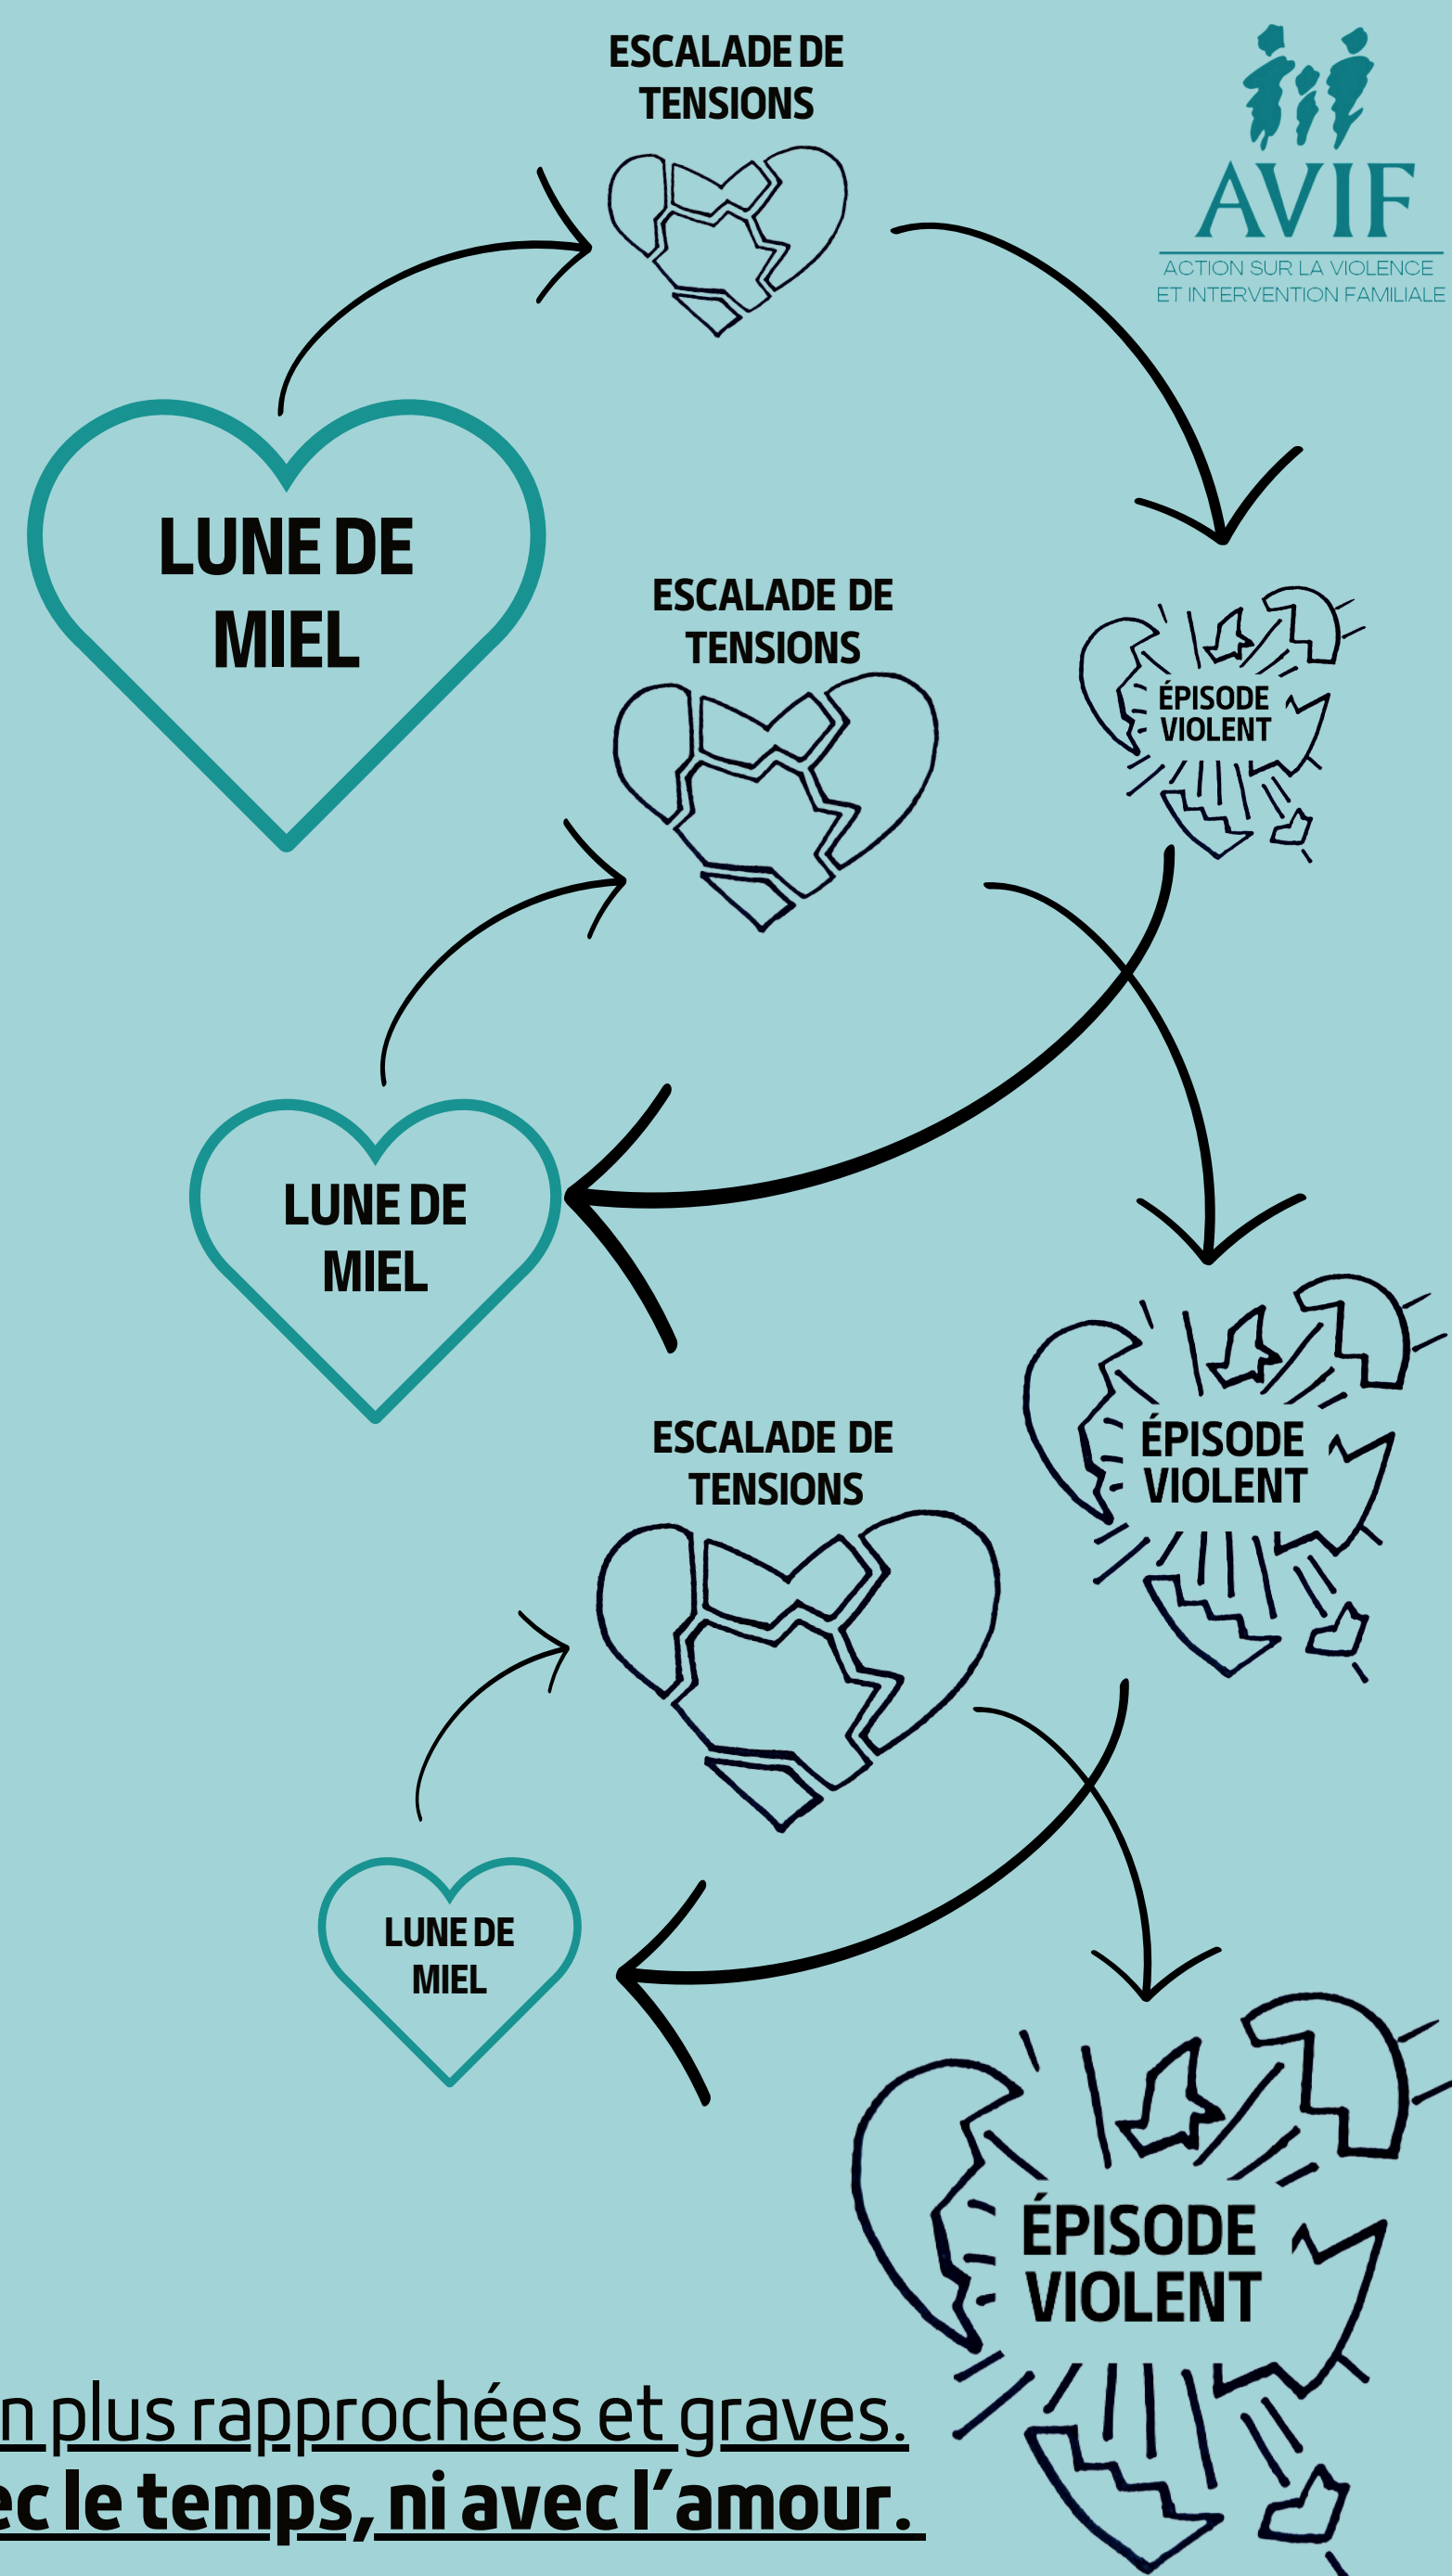 ESCALADE DE
TENSIONS
AVIF
ACTION SUR LA VIOLENCE
ET INTERVENTION FAMILIALE
LUNE DE
MIEL
ESCALADE DE
TENSIONS
ÉPISODE
VIOLENT
LUNE DE
MIEL
ESCALADE DE
TENSIONS
ÉPISODE
VIOLENT
LUNE DE
MIEL
ÉPISODE
VIOLENT
plus rapprochées et graves.
le temps, ni avec l'amour.